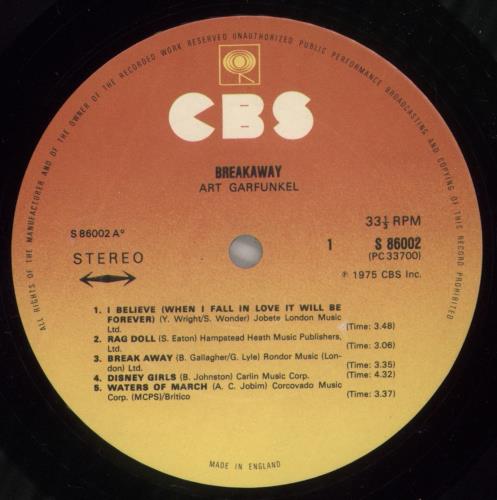 ALL RIGHTS OF THE MANUFACTURER AND OF THE OWNER OF THE RECORDED WORK RESERVED UNAUTHORIZED PUBLIC PERFORMANCE BROADCASTING AND COPYING OF THIS RECORD PROHIBITED
CBS
BREAKAWAY
ART GARFUNKEL
33⅓ RPM
S 86002 A°
1 S 86002
(PC 33700)
STEREO
℗ 1975 CBS Inc.
1. I BELIEVE (WHEN I FALL IN LOVE IT WILL BE
FOREVER) (Y. Wright/S. Wonder) Jobete London Music
Ltd. (Time: 3.48)
2. RAG DOLL (S. Eaton) Hampstead Heath Music Publishers,
Ltd. (Time: 3.06)
3. BREAK AWAY (B. Gallagher/G. Lyle) Rondor Music (Lon-
don) Ltd. (Time: 3.35)
4. DISNEY GIRLS (B. Johnston) Carlin Music Corp. (Time: 4.32)
5. WATERS OF MARCH (A. C. Jobim) Corcovado Music
Corp. (MCPS)/Britico (Time: 3.37)
MADE IN ENGLAND